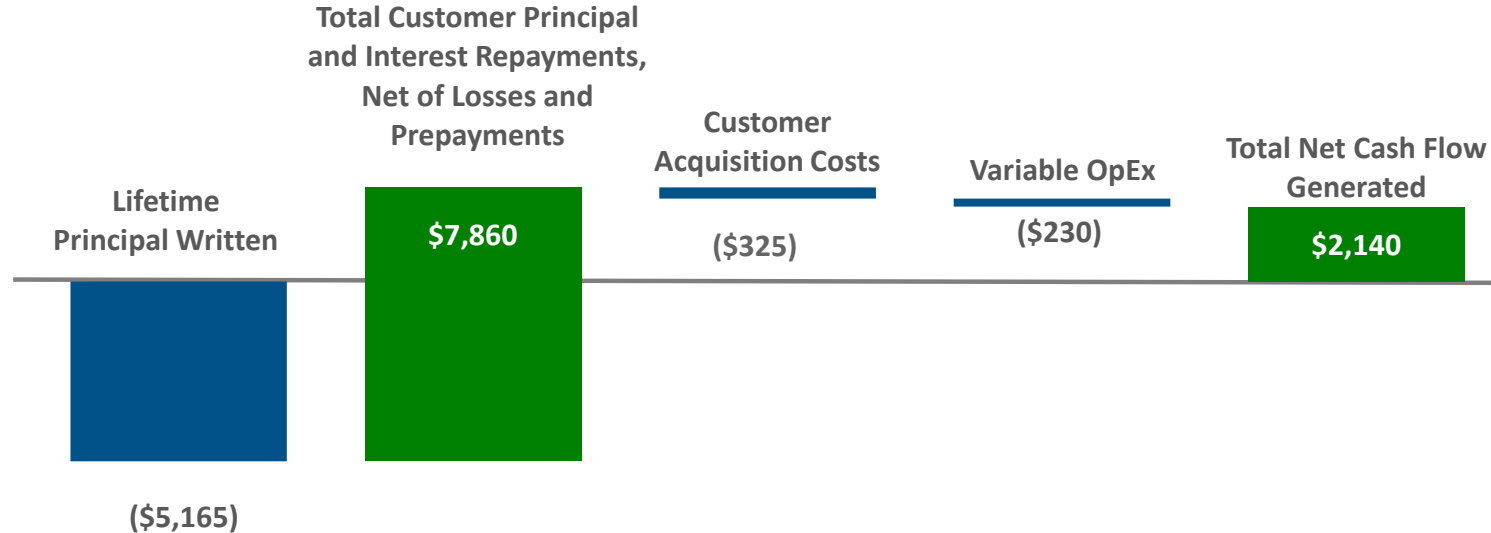 Lifetime
Principal Written
($5,165)
Total Customer Principal
and Interest Repayments,
Net of Losses and
Prepayments
$7,860
Customer
Acquisition Costs
($325)
Variable OpEx
($230)
Total Net Cash Flow
Generated
$2,140